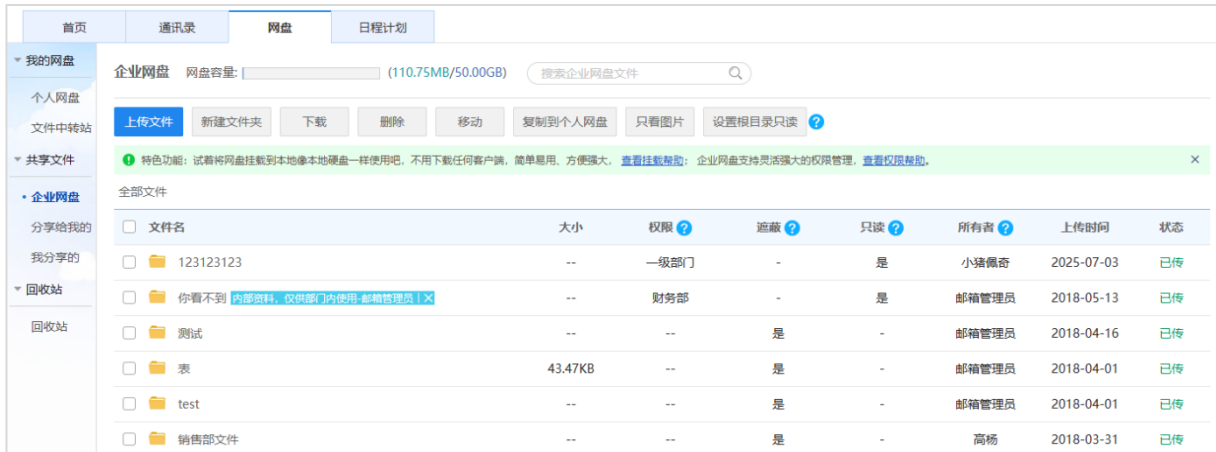 首页 通讯录 网盘 日程计划
我的网盘
个人网盘
文件中转站
共享文件
企业网盘
分享给我的
我分享的
回收站
回收站
企业网盘 网盘容量: (110.75MB/50.00GB) 搜索企业网盘文件
上传文件 新建文件夹 下载 删除 移动 复制到个人网盘 只看图片 设置根目录只读 ?
特色功能：试着将网盘挂载到本地像本地硬盘一样使用吧，不用下载任何客户端，简单易用、方便强大， 查看挂载帮助； 企业网盘支持灵活强大的权限管理，查看权限帮助。 ×
全部文件
文件名 大小 权限 ? 遮蔽 ? 只读 ? 所有者 ? 上传时间 状态
123123123 -- 一级部门 - 是 小猪佩奇 2025-07-03 已传
你看不到 内部资料，仅供部门内使用-邮箱管理员 | X -- 财务部 - 是 邮箱管理员 2018-05-13 已传
测试 -- -- 是 - 邮箱管理员 2018-04-16 已传
表 43.47KB -- 是 - 邮箱管理员 2018-04-01 已传
test -- -- 是 - 邮箱管理员 2018-04-01 已传
销售部文件 -- -- 是 - 高杨 2018-03-31 已传